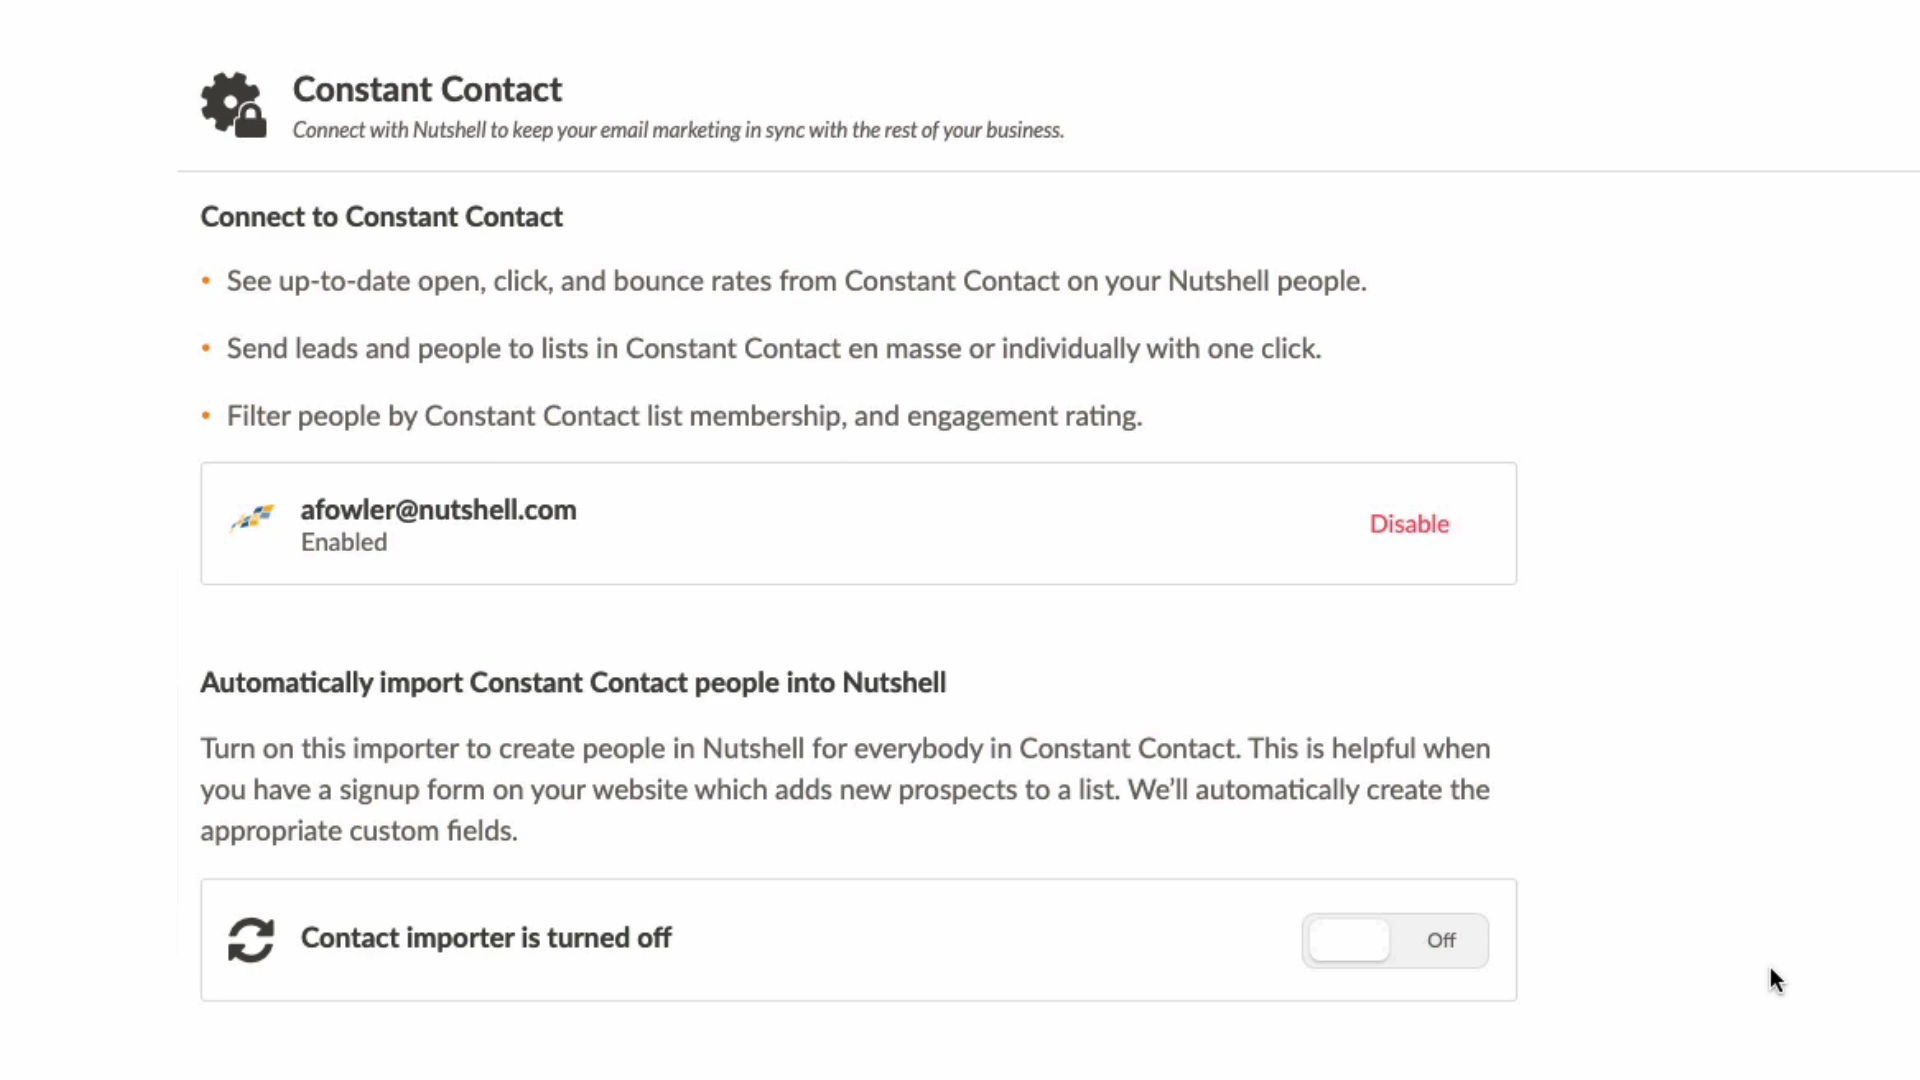 Constant Contact
Connect with Nutshell to keep your email marketing in sync with the rest of your business.
Connect to Constant Contact
• See up-to-date open, click, and bounce rates from Constant Contact on your Nutshell people.
• Send leads and people to lists in Constant Contact en masse or individually with one click.
• Filter people by Constant Contact list membership, and engagement rating.
afowler@nutshell.com
Enabled
Disable
Automatically import Constant Contact people into Nutshell
Turn on this importer to create people in Nutshell for everybody in Constant Contact. This is helpful when
you have a signup form on your website which adds new prospects to a list. We’ll automatically create the
appropriate custom fields.
Contact importer is turned off
Off